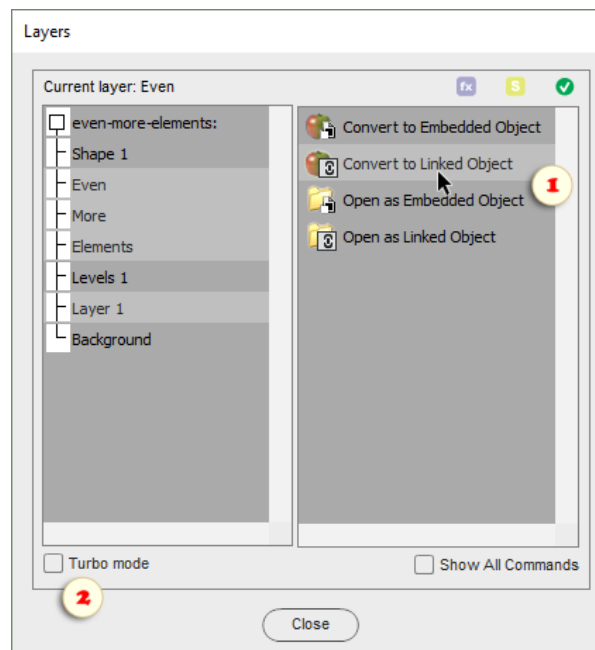 Layers
Current layer: Even
fx
S
even-more-elements:
Shape 1
Even
More
Elements
Levels 1
Layer 1
Background
Convert to Embedded Object
Convert to Linked Object
1
Open as Embedded Object
Open as Linked Object
Turbo mode
Show All Commands
2
Close